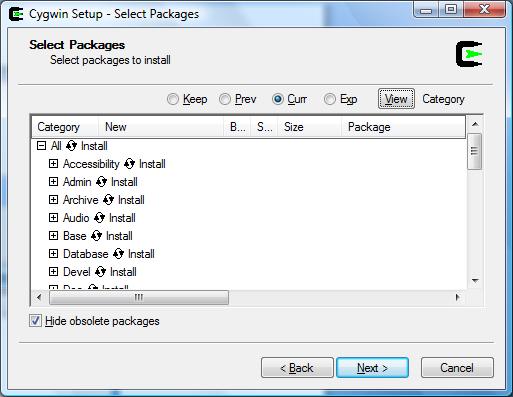 Cygwin Setup - Select Packages
Select Packages
Select packages to install
Keep Prev Curr Exp View Category
Category New B... S... Size Package
All Install
Accessibility Install
Admin Install
Archive Install
Audio Install
Base Install
Database Install
Devel Install
Doc Install
Hide obsolete packages
< Back Next > Cancel